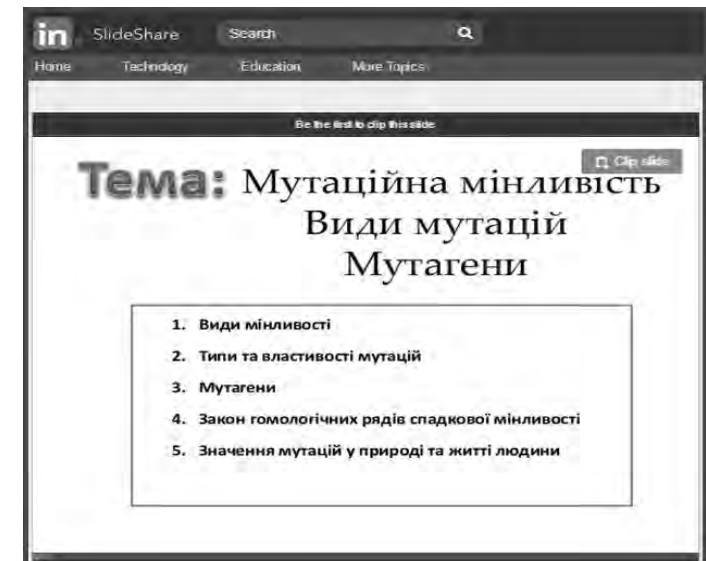 in SlideShare Search
Home Technology Education More Topics
Be the first to clip this slide
Clip slide
Тема: Мутаційна мінливість
Види мутацій
Мутагени
1. Види мінливості
2. Типи та властивості мутацій
3. Мутагени
4. Закон гомологічних рядів спадкової мінливості
5. Значення мутацій у природі та житті людини